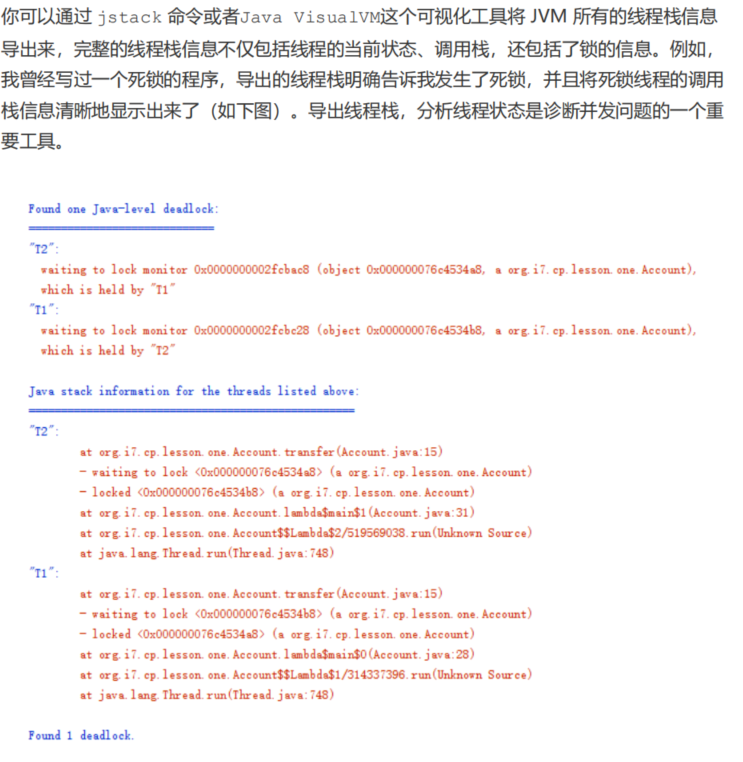 你可以通过 jstack 命令或者Java VisualVM这个可视化工具将 JVM 所有的线程栈信息
导出来，完整的线程栈信息不仅包括线程的当前状态、调用栈，还包括了锁的信息。例如，
我曾经写过一个死锁的程序，导出的线程栈明确告诉我发生了死锁，并且将死锁线程的调用
栈信息清晰地显示出来了（如下图）。导出线程栈，分析线程状态是诊断并发问题的一个重
要工具。
Found one Java-level deadlock:
=============================
"T2":
waiting to lock monitor 0x0000000002fcbac8 (object 0x000000076c4534a8, a org.i7.cp.lesson.one.Account),
which is held by "T1"
"T1":
waiting to lock monitor 0x0000000002fcbc28 (object 0x000000076c4534b8, a org.i7.cp.lesson.one.Account),
which is held by "T2"
Java stack information for the threads listed above:
===================================================
"T2":
at org.i7.cp.lesson.one.Account.transfer(Account.java:15)
- waiting to lock <0x000000076c4534a8> (a org.i7.cp.lesson.one.Account)
- locked <0x000000076c4534b8> (a org.i7.cp.lesson.one.Account)
at org.i7.cp.lesson.one.Account.lambda$main$1(Account.java:31)
at org.i7.cp.lesson.one.Account$$Lambda$2/519569038.run(Unknown Source)
at java.lang.Thread.run(Thread.java:748)
"T1":
at org.i7.cp.lesson.one.Account.transfer(Account.java:15)
- waiting to lock <0x000000076c4534b8> (a org.i7.cp.lesson.one.Account)
- locked <0x000000076c4534a8> (a org.i7.cp.lesson.one.Account)
at org.i7.cp.lesson.one.Account.lambda$main$0(Account.java:28)
at org.i7.cp.lesson.one.Account$$Lambda$1/314337396.run(Unknown Source)
at java.lang.Thread.run(Thread.java:748)
Found 1 deadlock.